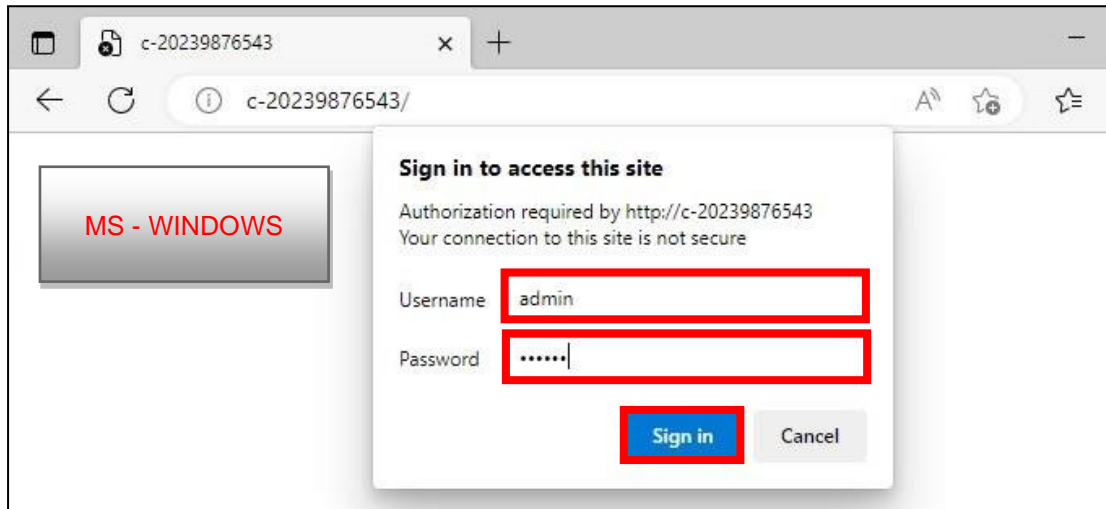 c-20239876543
c-20239876543/
MS - WINDOWS
Sign in to access this site
Authorization required by http://c-20239876543
Your connection to this site is not secure
Username admin
Password ••••••
Sign in Cancel